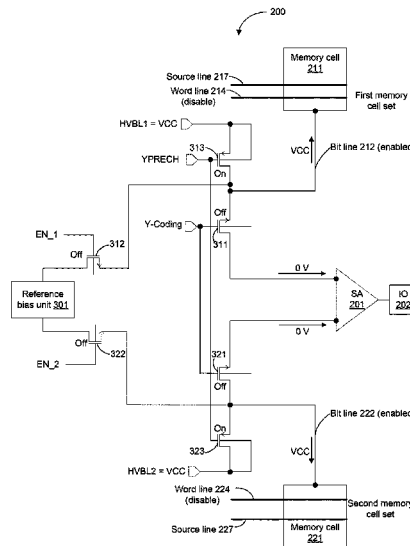 200
Memory cell
211
Source line 217
Word line 214
(disable)
First memory
cell set
HVBL1 = VCC
313
VCC
Bit line 212 (enabled)
YPRECH
On
Off
Y-Coding
311
EN_1
312
Off
0 V
Reference
bias unit 301
SA
201
IO
202
0 V
321
322
Off
Off
EN_2
Bit line 222 (enabled)
On
323
VCC
HVBL2 = VCC
Word line 224
(disable)
Second memory
cell set
Source line 227
Memory cell
221